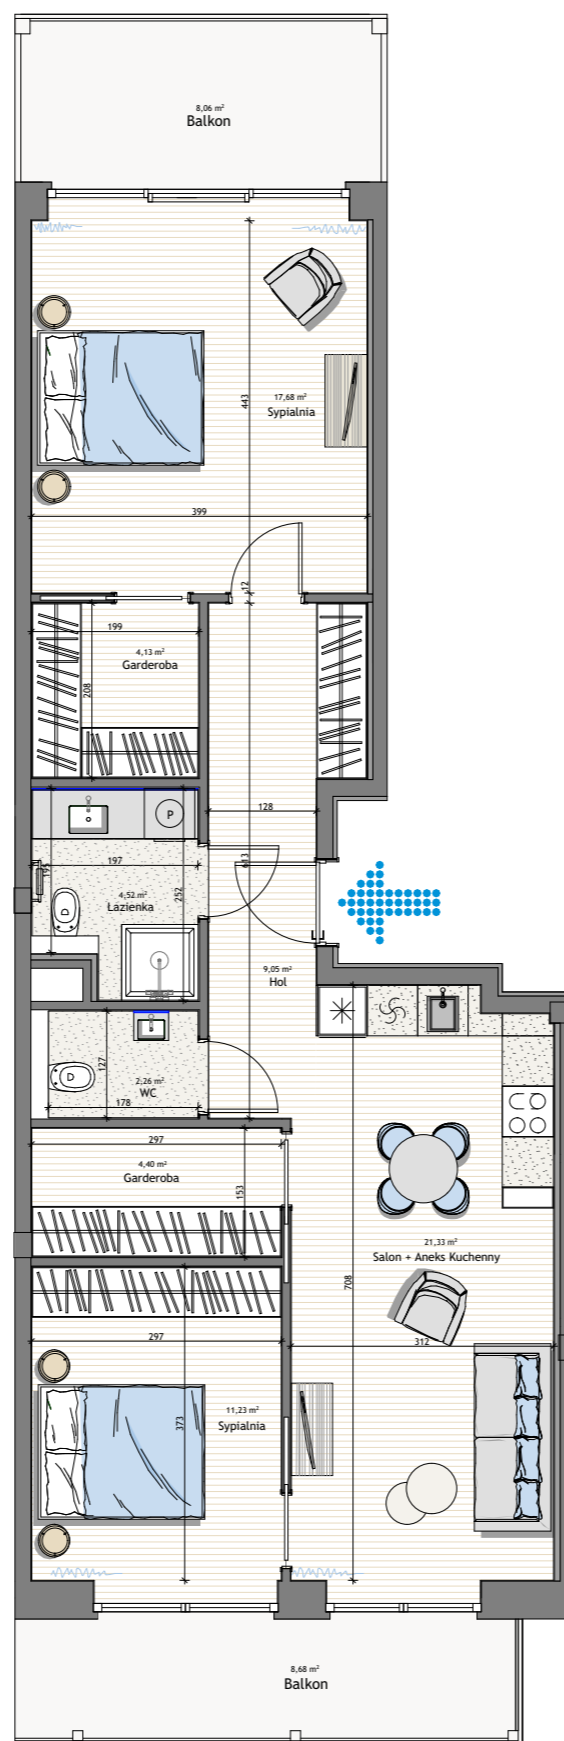 8,06 m²
Balkon
443
17,68 m²
Sypialnia
399
12
199
4,13 m²
Garderoba
208
128
P
613
197
195
4,52 m²
Łazienka
252
9,05 m²
Hol
127
2,26 m²
WC
178
297
4,40 m²
Garderoba
153
21,33 m²
Salon + Aneks Kuchenny
708
297
312
11,23 m²
Sypialnia
373
8,68 m²
Balkon